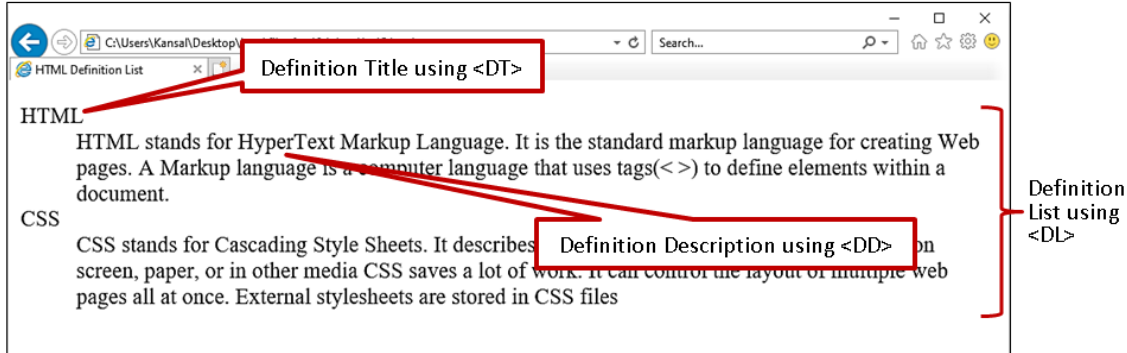 C:\Users\Kansal\Desktop\
Search...
HTML Definition List
Definition Title using <DT>
HTML
HTML stands for HyperText Markup Language. It is the standard markup language for creating Web
pages. A Markup language is a computer language that uses tags(< >) to define elements within a
document.
CSS
CSS stands for Cascading Style Sheets. It describes
Definition Description using <DD>
on
screen, paper, or in other media CSS saves a lot of work. It can control the layout of multiple web
pages all at once. External stylesheets are stored in CSS files
Definition
List using
<DL>